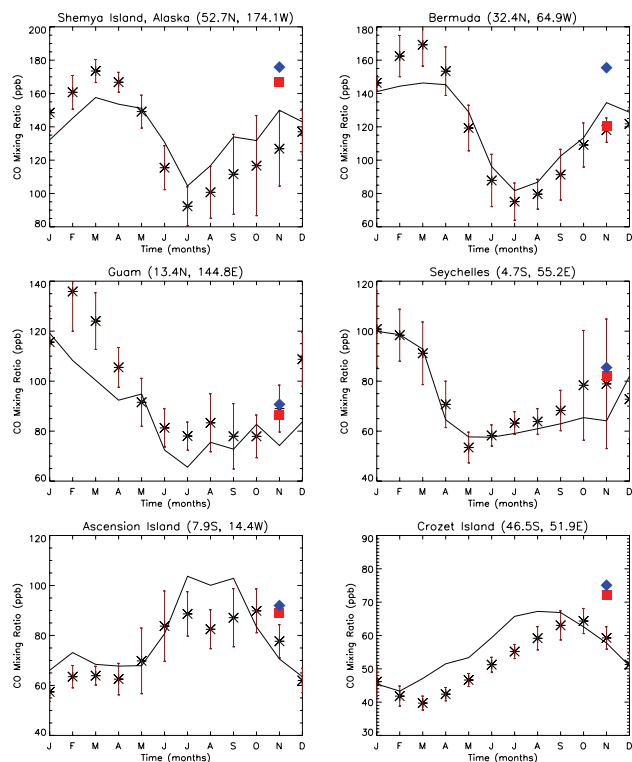 Shemya Island, Alaska (52.7N, 174.1W)
CO Mixing Ratio (ppb)
200
180
160
140
120
100
80
J F M A M J J A S O N D
Time (months)
Bermuda (32.4N, 64.9W)
CO Mixing Ratio (ppb)
180
160
140
120
100
80
60
J F M A M J J A S O N D
Time (months)
Guam (13.4N, 144.8E)
CO Mixing Ratio (ppb)
140
120
100
80
60
40
J F M A M J J A S O N D
Time (months)
Seychelles (4.7S, 55.2E)
CO Mixing Ratio (ppb)
120
100
80
60
40
J F M A M J J A S O N D
Time (months)
Ascension Island (7.9S, 14.4W)
CO Mixing Ratio (ppb)
120
100
80
60
40
J F M A M J J A S O N D
Time (months)
Crozet Island (46.5S, 51.9E)
CO Mixing Ratio (ppb)
90
80
70
60
50
40
30
J F M A M J J A S O N D
Time (months)